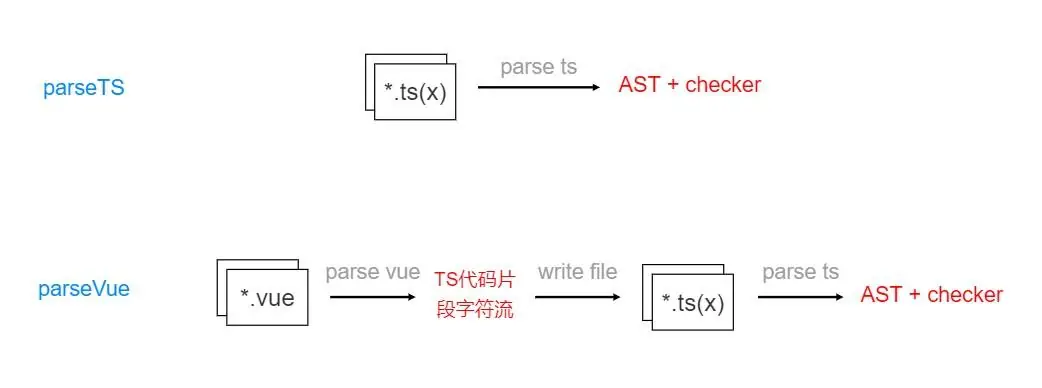 parseTS
*.ts(x)
parse ts
AST + checker
parseVue
*.vue
parse vue
TS代码片
段字符流
write file
*.ts(x)
parse ts
AST + checker